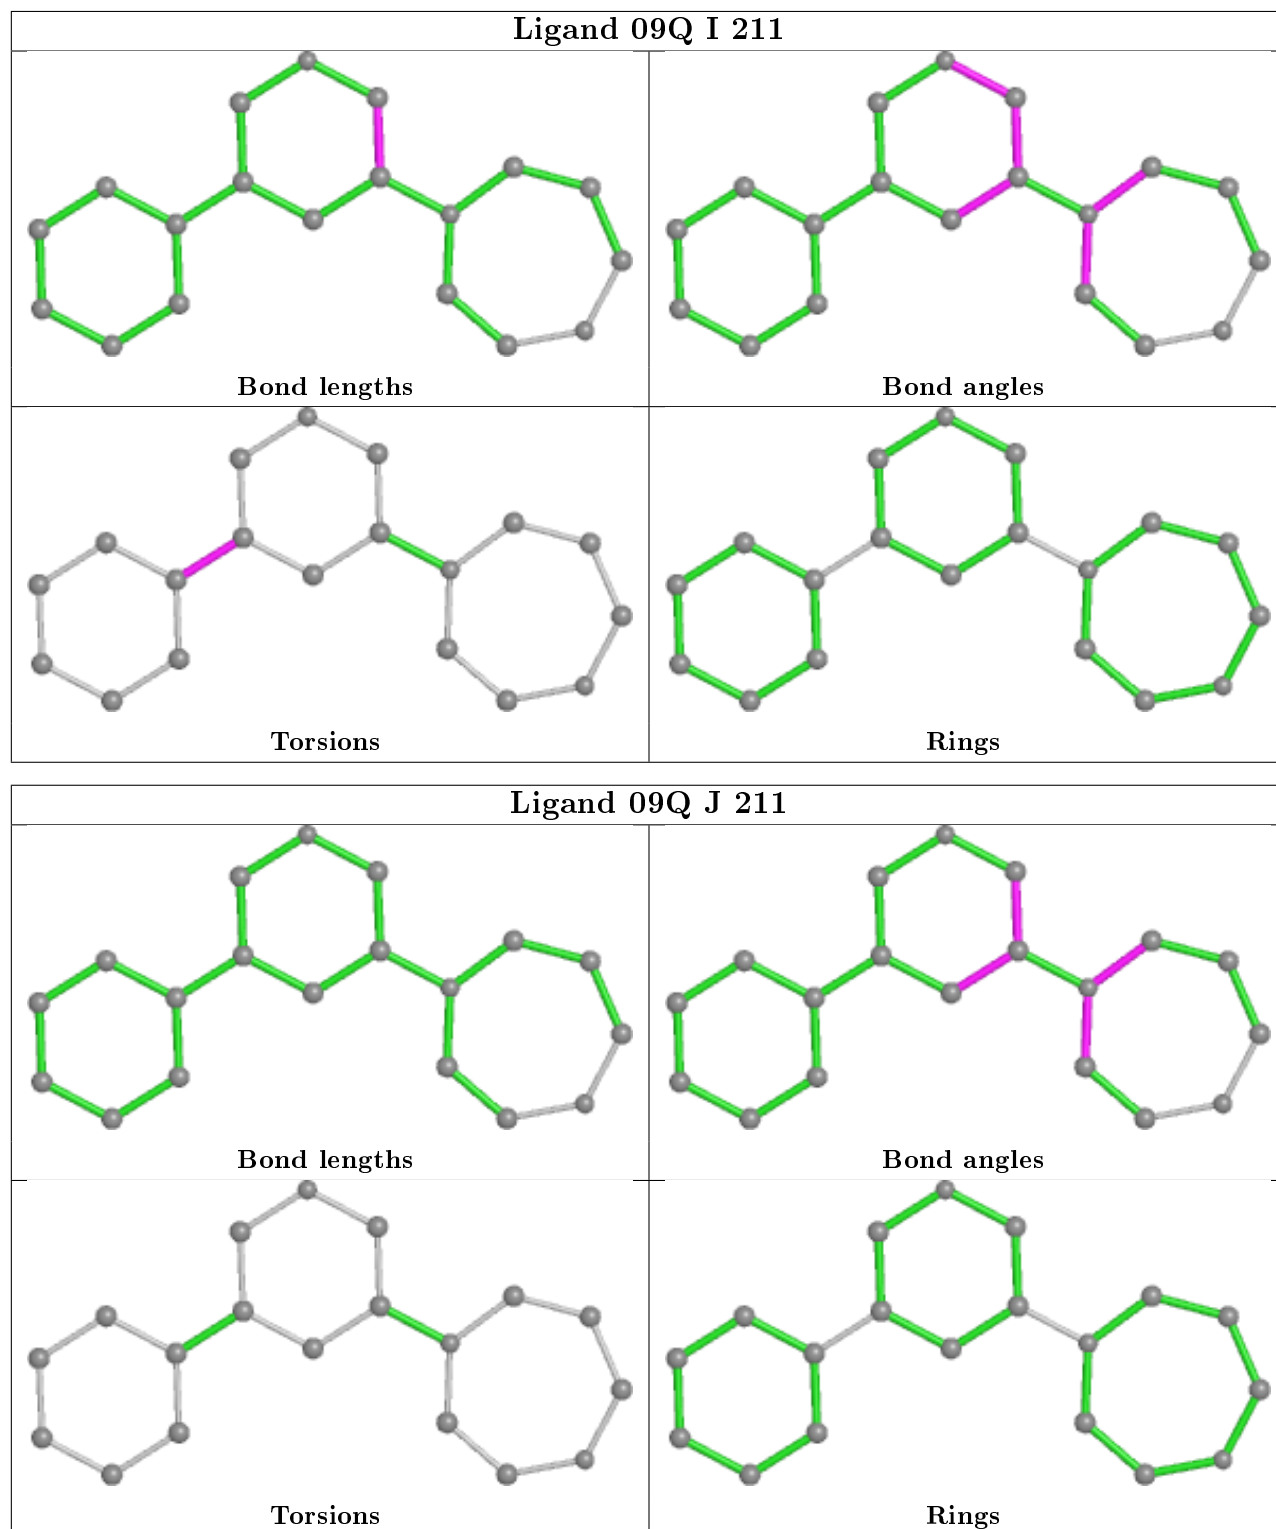 Ligand 09Q I 211
Bond lengths
Bond angles
Torsions
Rings
Ligand 09Q J 211
Bond lengths
Bond angles
Torsions
Rings